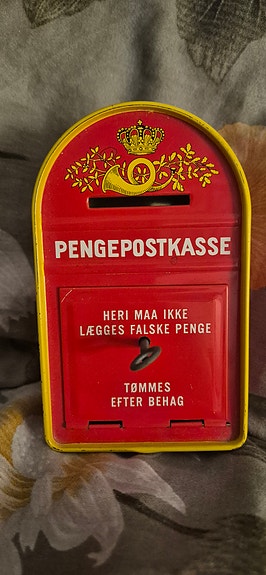 PENGEPOSTKASSE
HERI MAA IKKE
LÆGGES FALSKE PENGE
TØMMES
EFTER BEHAG